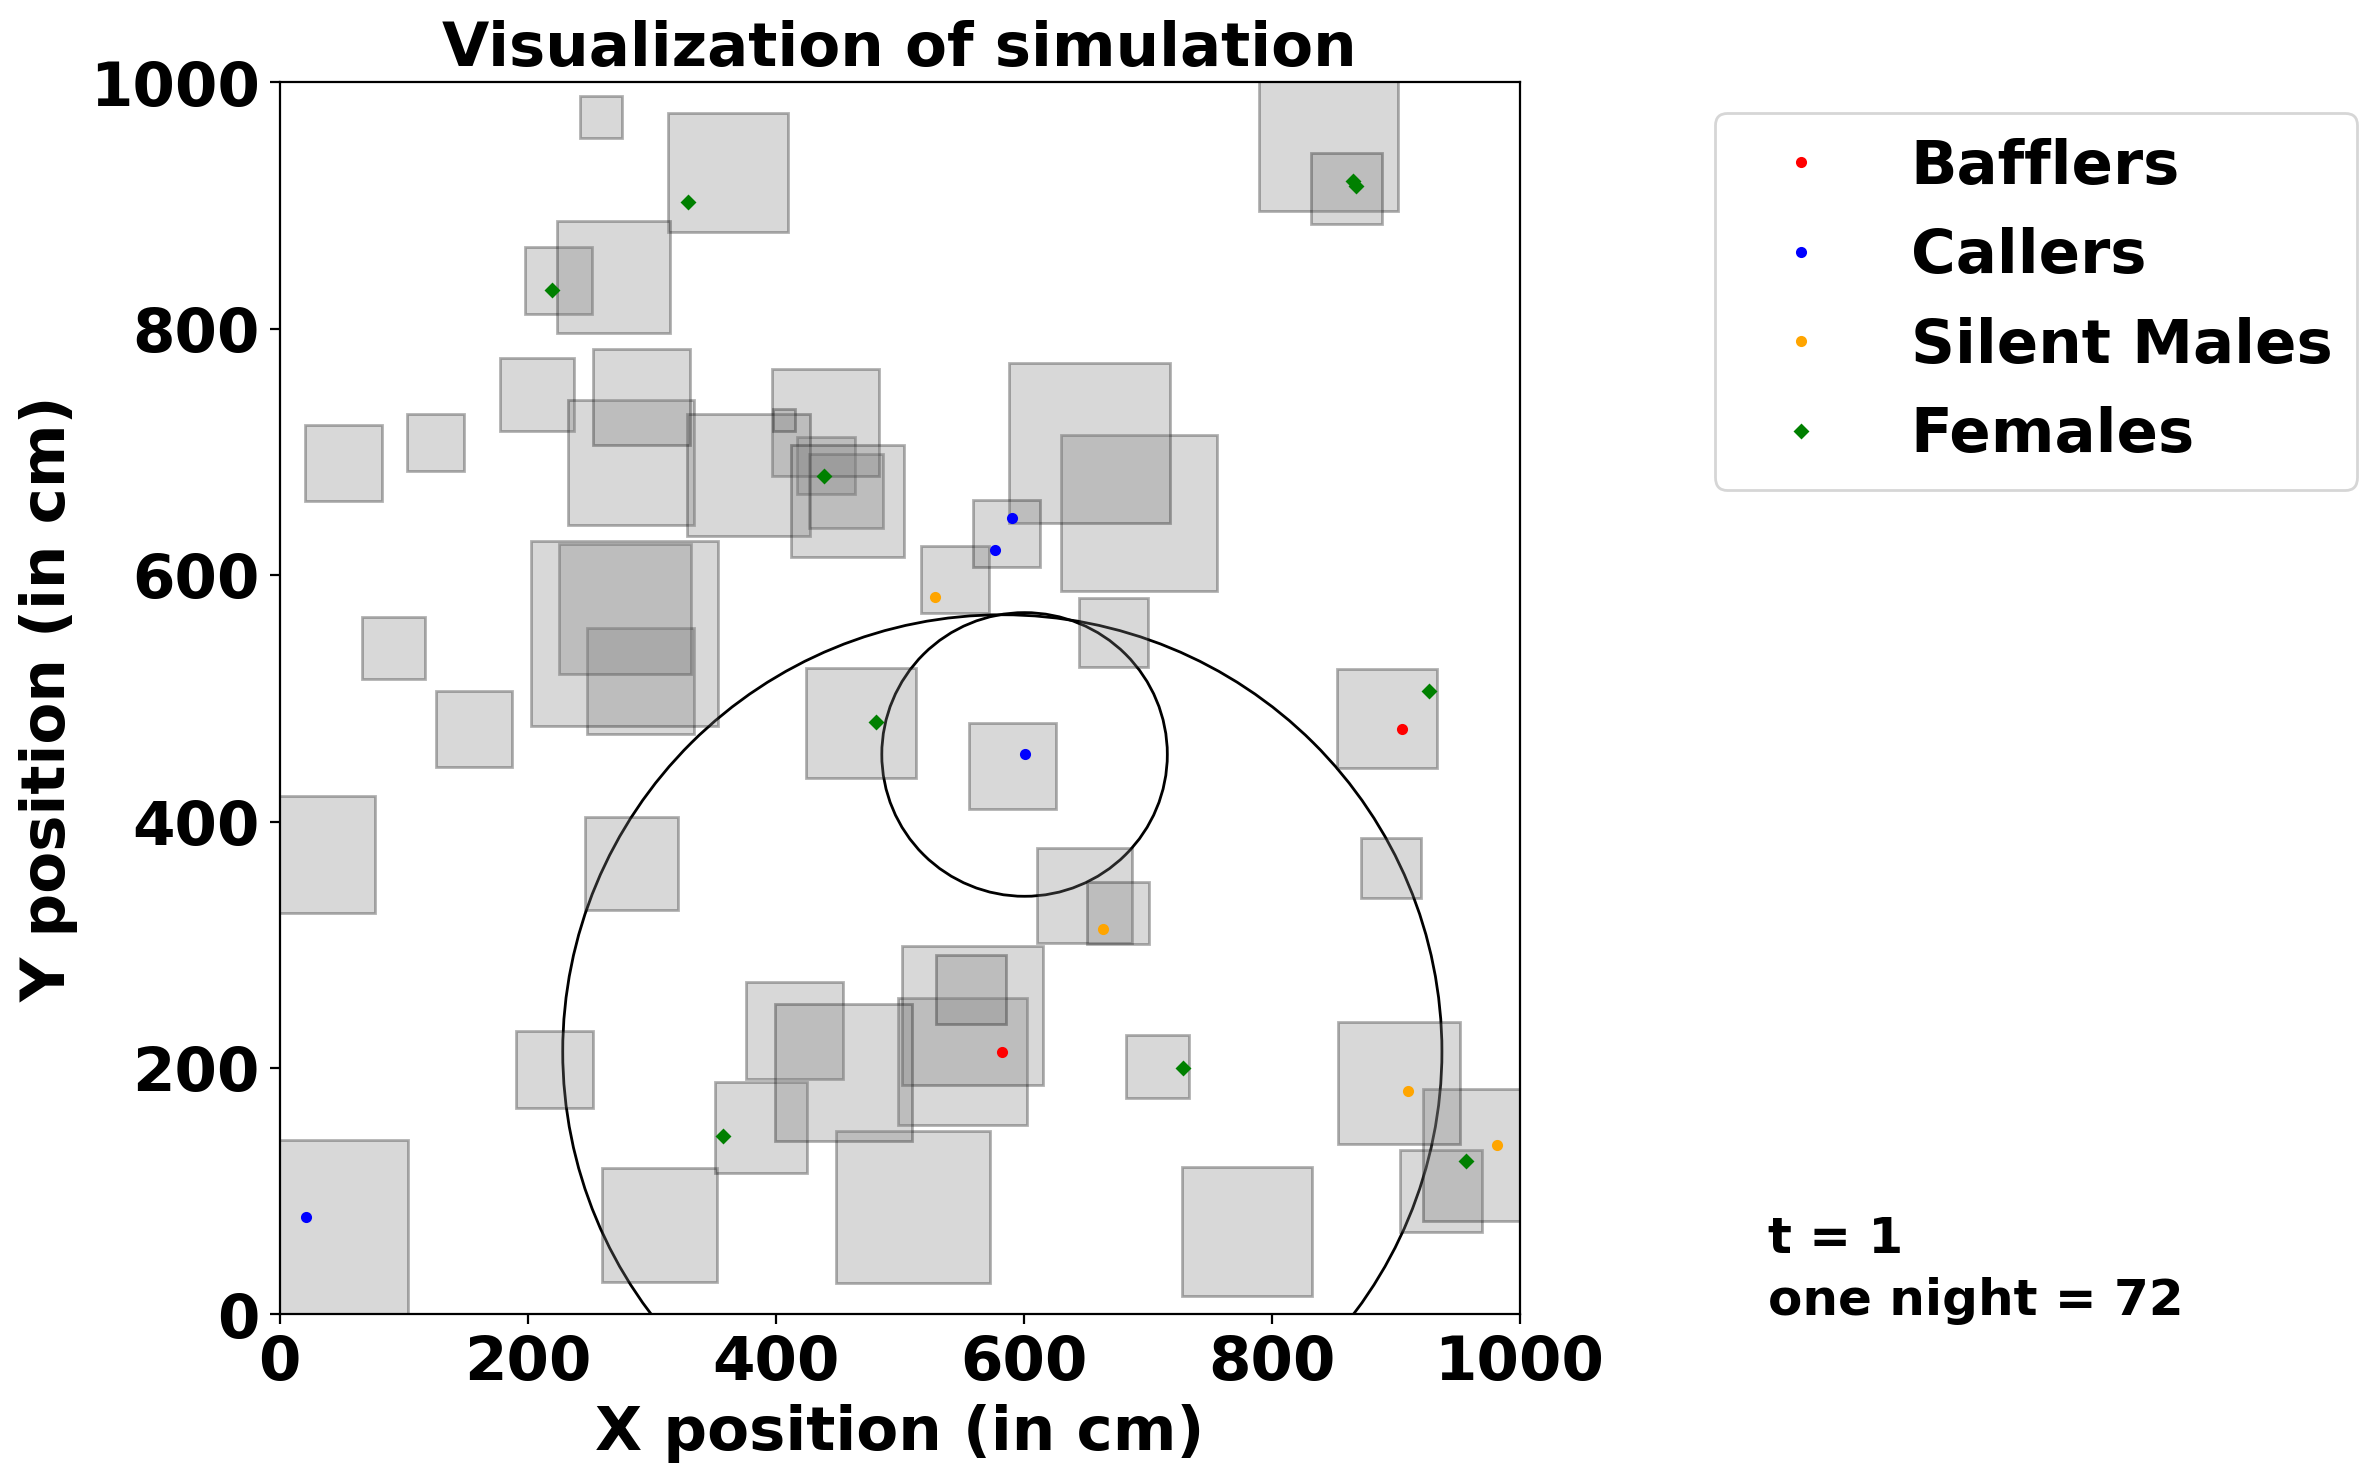 Visualization of simulation
1000
800
600
400
200
0
Y position (in cm)
0 200 400 600 800 1000
X position (in cm)
Bafflers
Callers
Silent Males
Females
t = 1
one night = 72